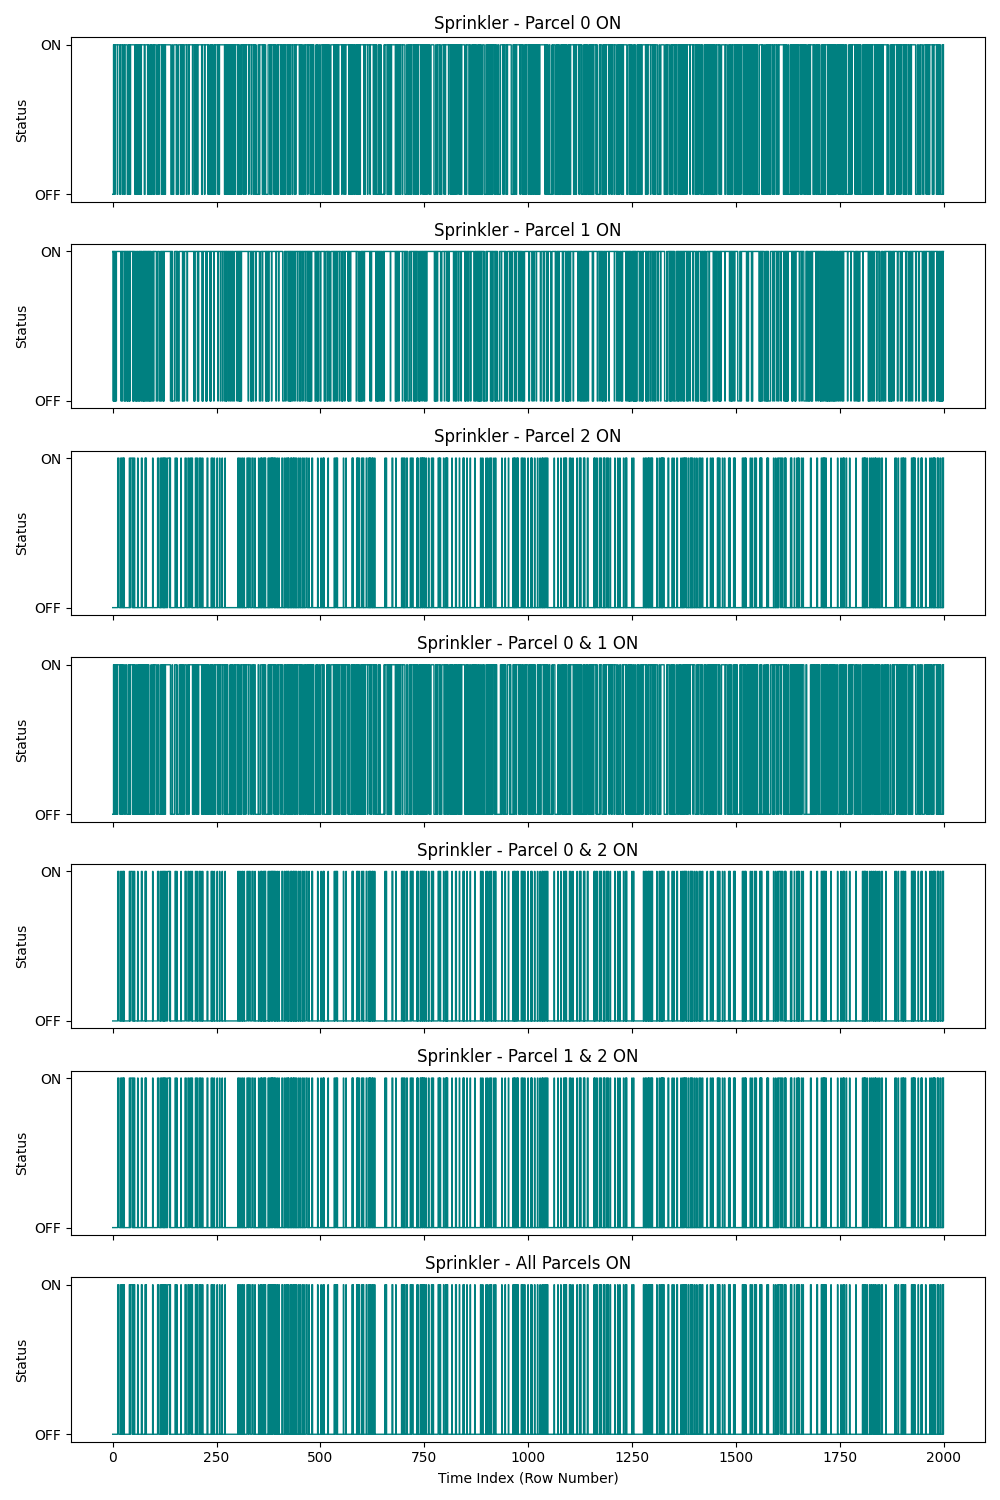 Sprinkler - Parcel 0 ON
ON
Status
OFF
Sprinkler - Parcel 1 ON
ON
Status
OFF
Sprinkler - Parcel 2 ON
ON
Status
OFF
Sprinkler - Parcel 0 & 1 ON
ON
Status
OFF
Sprinkler - Parcel 0 & 2 ON
ON
Status
OFF
Sprinkler - Parcel 1 & 2 ON
ON
Status
OFF
Sprinkler - All Parcels ON
ON
Status
OFF
0 250 500 750 1000 1250 1500 1750 2000
Time Index (Row Number)